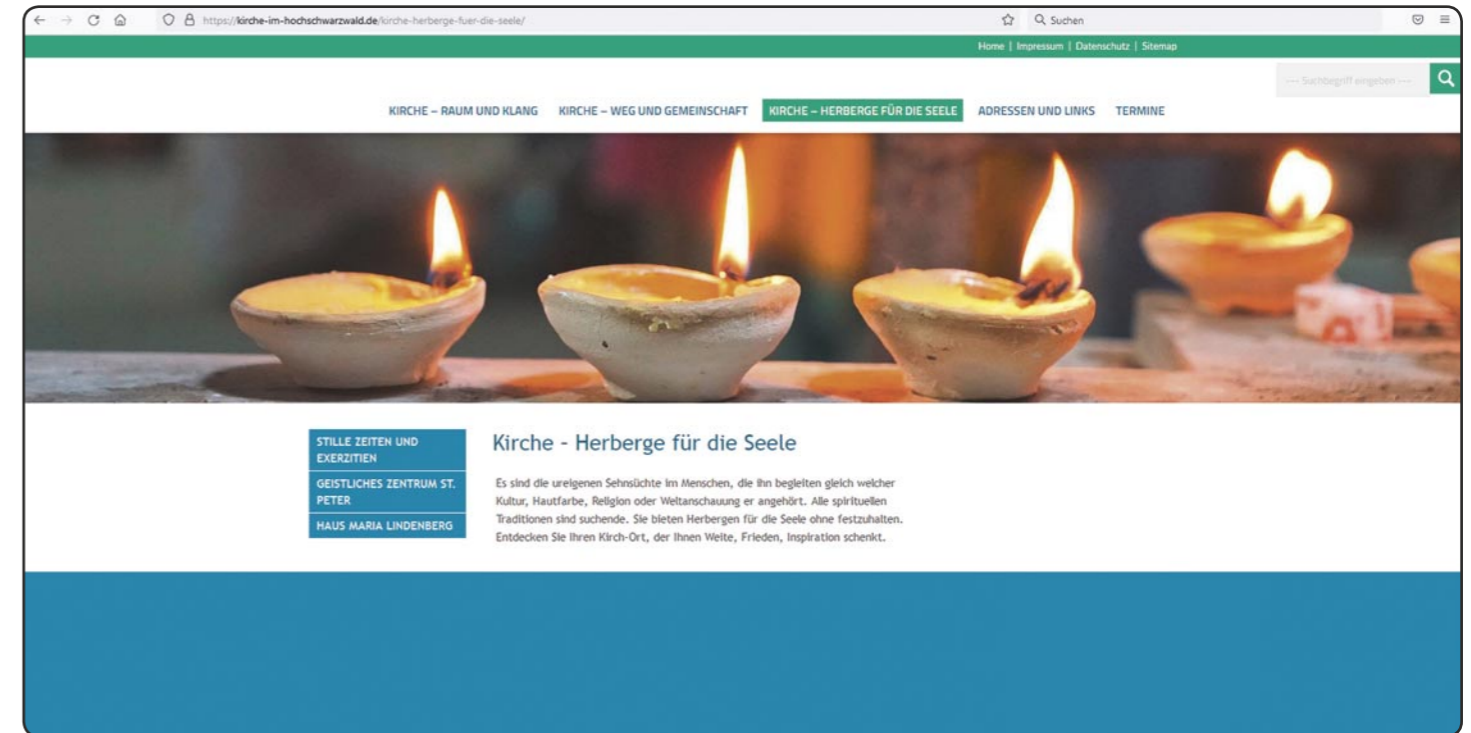 https://kirche-im-hochschwarzwald.de/kirche-herberge-fuer-die-seele/
Suchen
Home | Impressum | Datenschutz | Sitemap
--- Suchbegriff eingeben ---
KIRCHE – RAUM UND KLANG KIRCHE – WEG UND GEMEINSCHAFT KIRCHE – HERBERGE FÜR DIE SEELE ADRESSEN UND LINKS TERMINE
STILLE ZEITEN UND
EXERZITIEN
GEISTLICHES ZENTRUM ST.
PETER
HAUS MARIA LINDENBERG
Kirche - Herberge für die Seele
Es sind die ureigenen Sehnsüchte im Menschen, die ihn begleiten gleich welcher
Kultur, Hautfarbe, Religion oder Weltanschauung er angehört. Alle spirituellen
Traditionen sind suchende. Sie bieten Herbergen für die Seele ohne festzuhalten.
Entdecken Sie Ihren Kirch-Ort, der Ihnen Weite, Frieden, Inspiration schenkt.